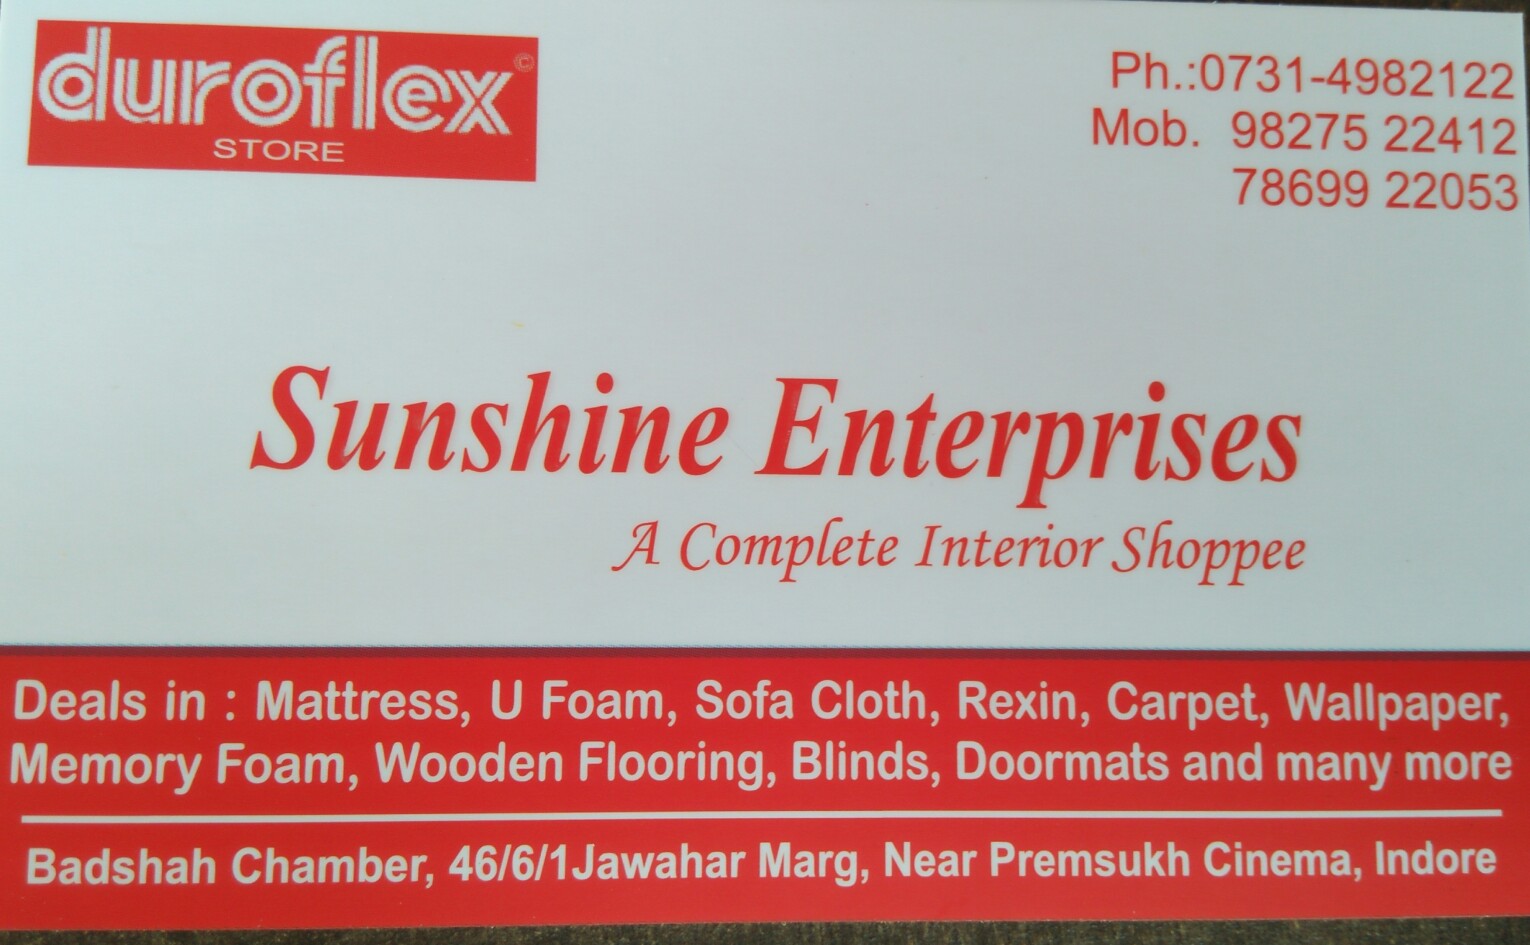 duroflex©
STORE
Ph.:0731-4982122
Mob. 98275 22412
78699 22053
Sunshine Enterprises
A Complete Interior Shoppee
Deals in : Mattress, U Foam, Sofa Cloth, Rexin, Carpet, Wallpaper,
Memory Foam, Wooden Flooring, Blinds, Doormats and many more
Badshah Chamber, 46/6/1Jawahar Marg, Near Premsukh Cinema, Indore